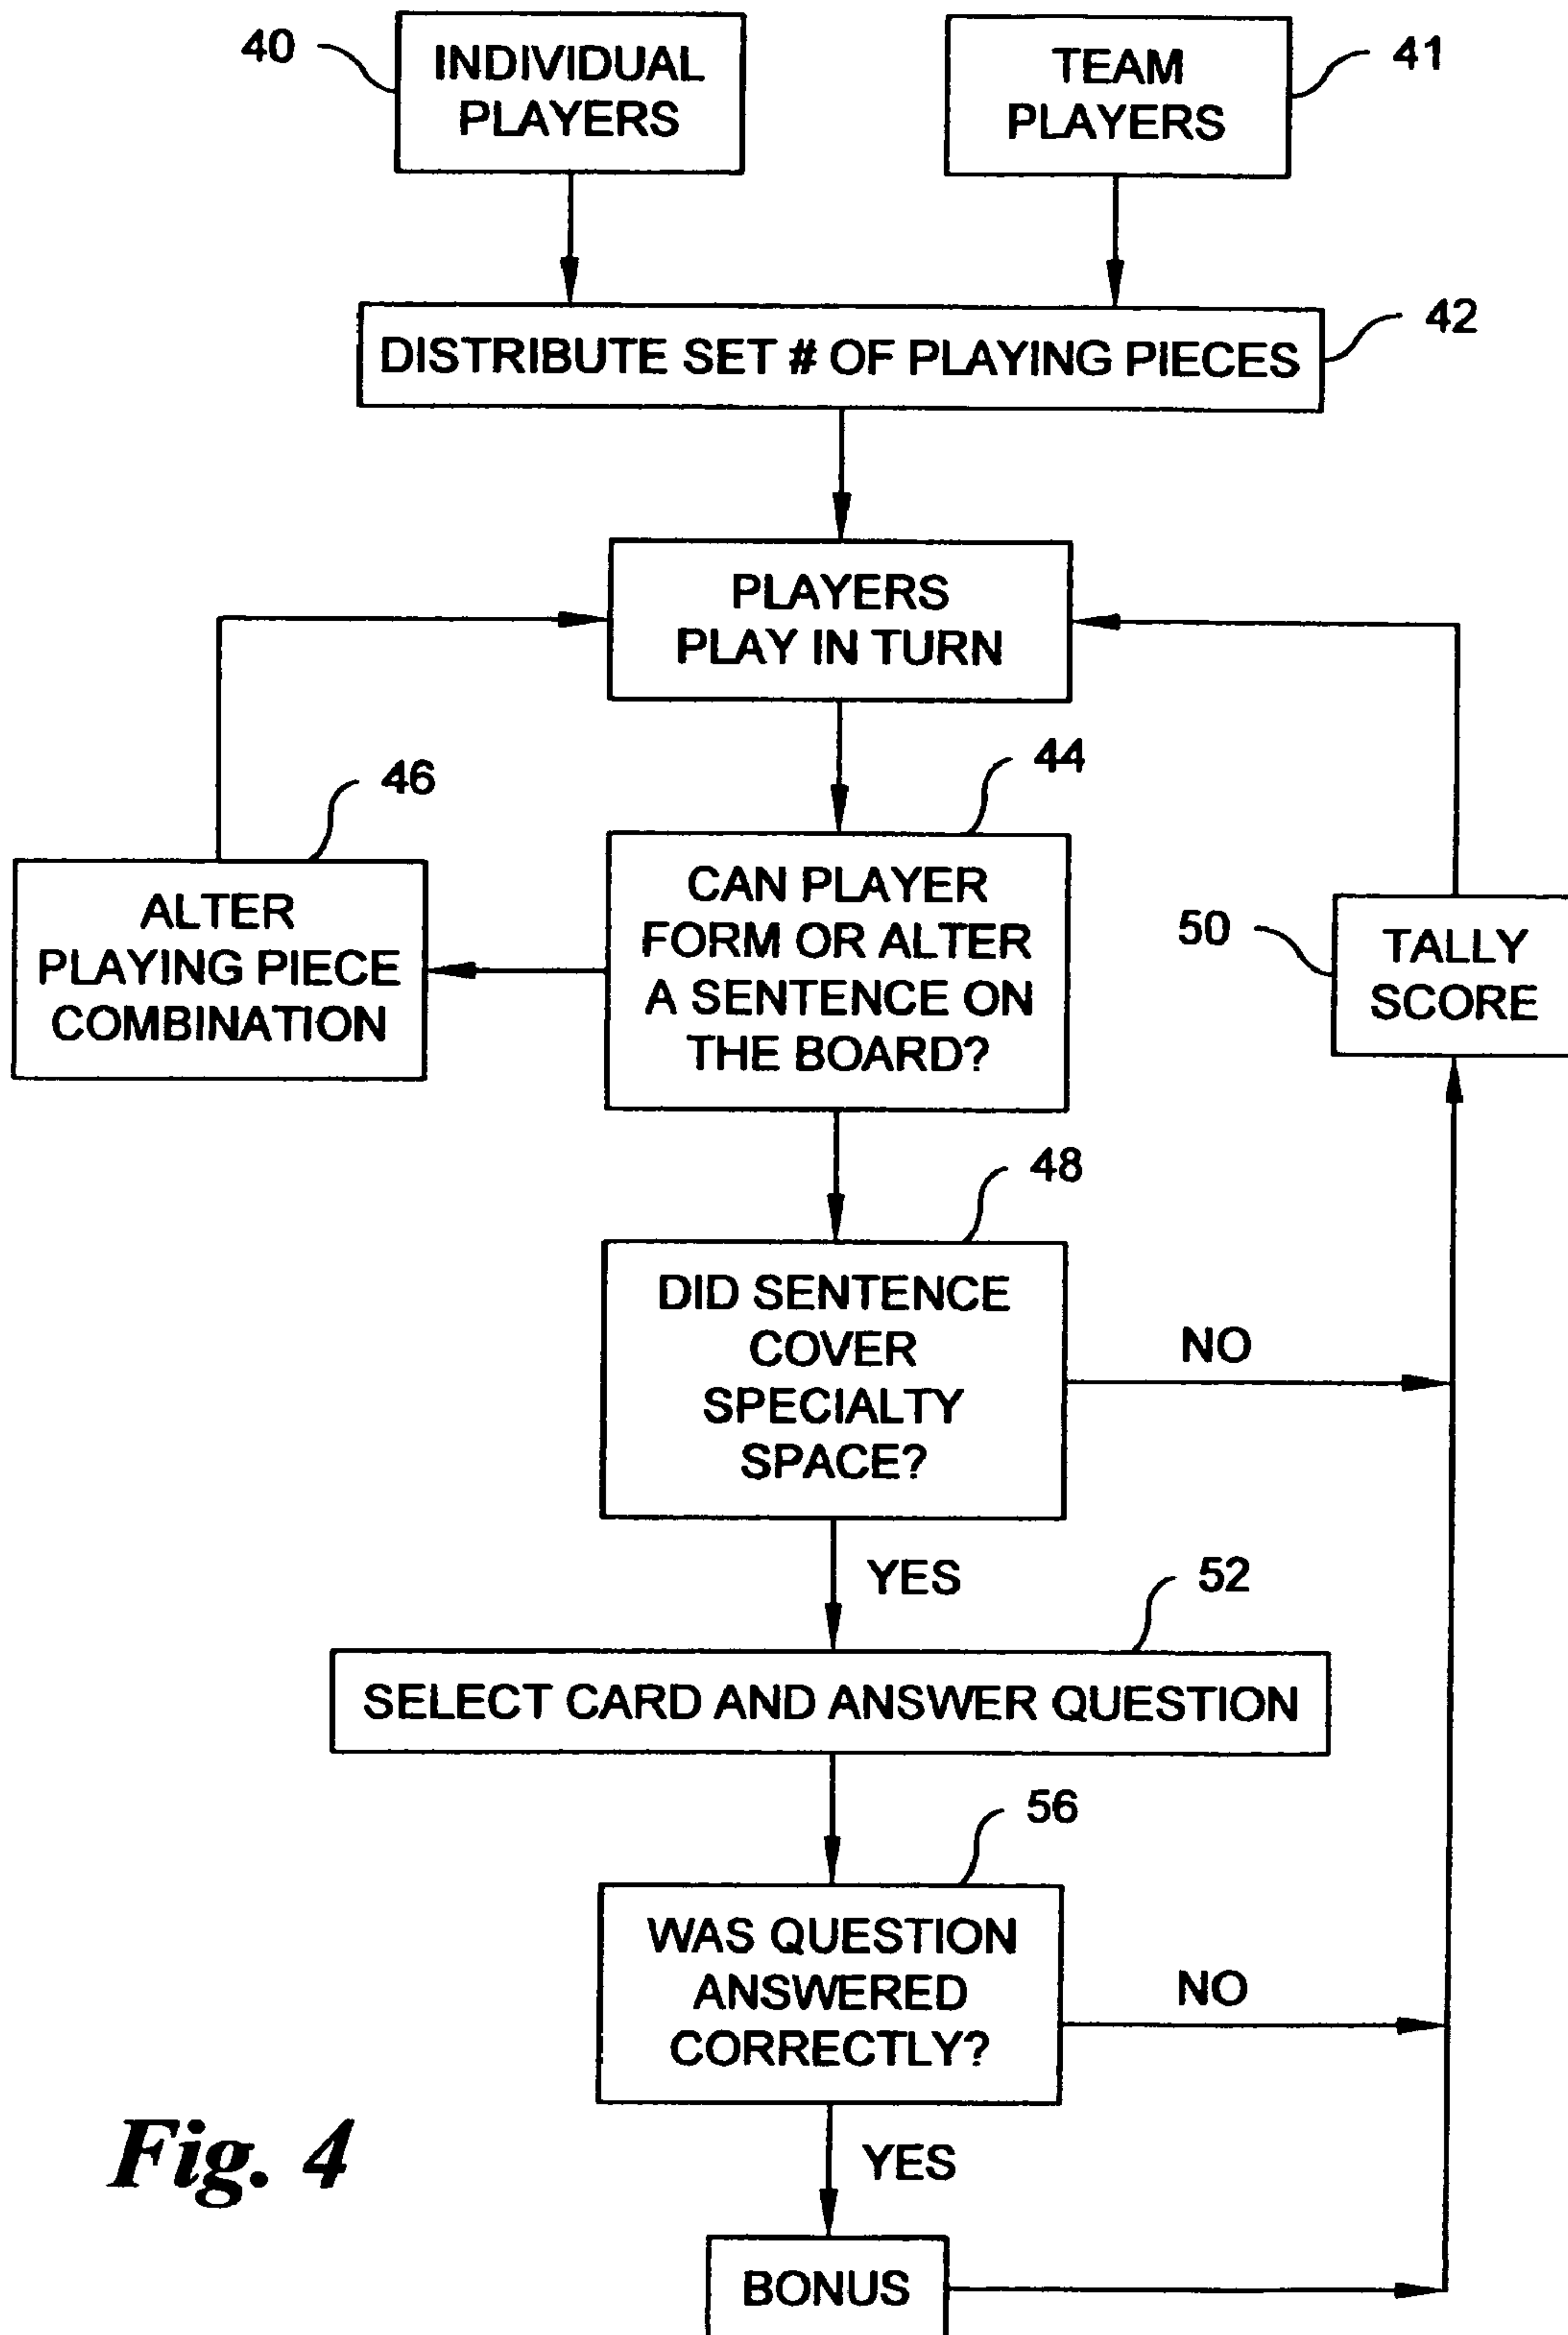 40
INDIVIDUAL
PLAYERS
TEAM
PLAYERS
41
DISTRIBUTE SET # OF PLAYING PIECES
42
PLAYERS
PLAY IN TURN
46
44
ALTER
PLAYING PIECE
COMBINATION
CAN PLAYER
FORM OR ALTER
A SENTENCE ON
THE BOARD?
50
TALLY
SCORE
48
DID SENTENCE
COVER
SPECIALTY
SPACE?
NO
YES
52
SELECT CARD AND ANSWER QUESTION
56
WAS QUESTION
ANSWERED
CORRECTLY?
NO
YES
BONUS
Fig. 4